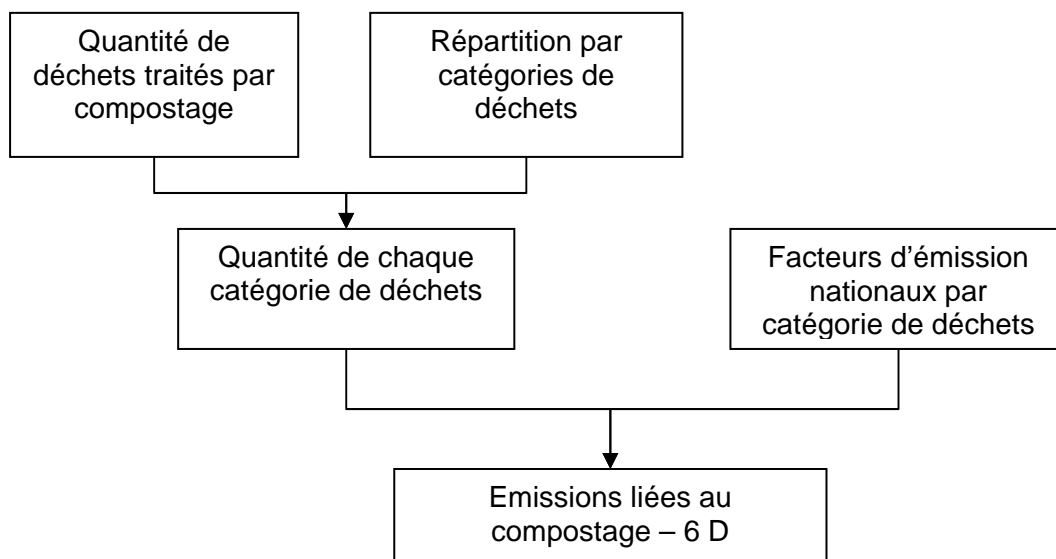 Quantité de
déchets traités par
compostage
Répartition par
catégories de
déchets
Quantité de chaque
catégorie de déchets
Facteurs d’émission
nationaux par
catégorie de déchets
Emissions liées au
compostage – 6 D